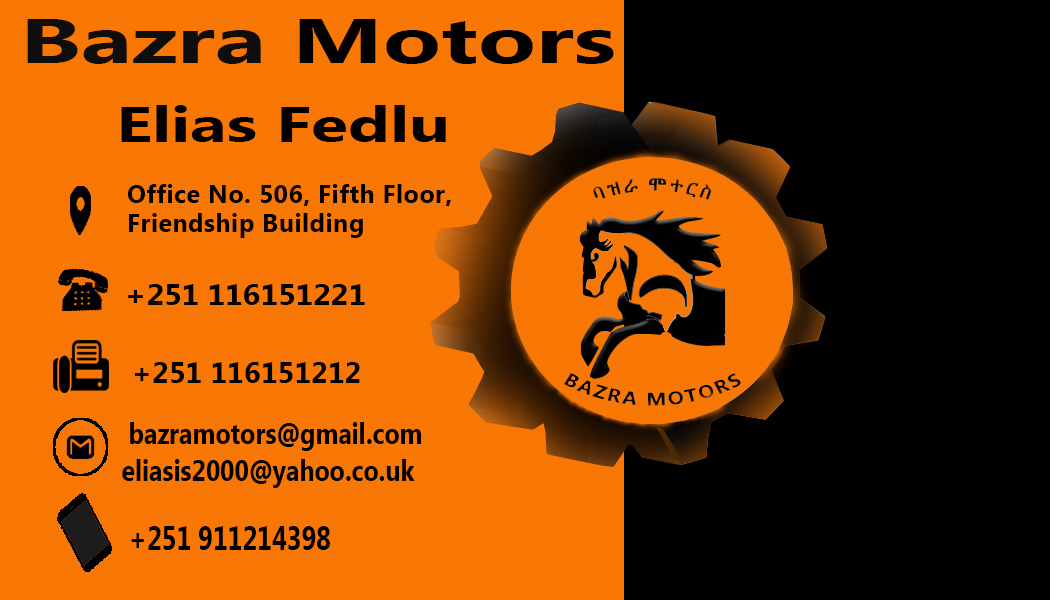 Bazra Motors
Elias Fedlu
Office No. 506, Fifth Floor,
Friendship Building
+251 116151221
+251 116151212
bazramotors@gmail.com
eliasis2000@yahoo.co.uk
+251 911214398
ባዝራ ሞተርስ
BAZRA MOTORS